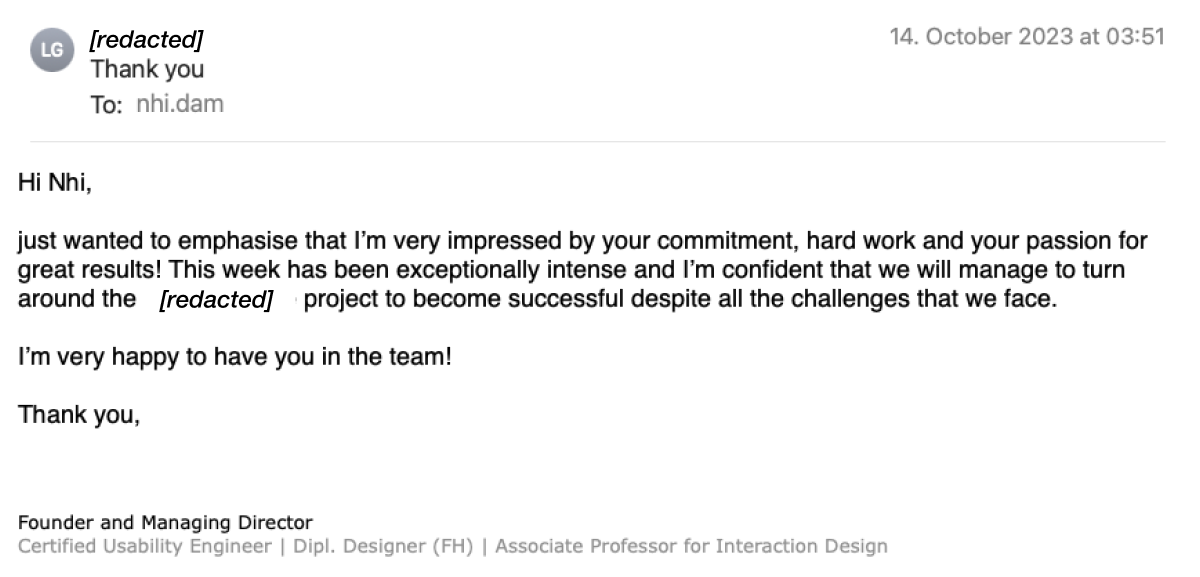 LG
[redacted]
14. October 2023 at 03:51
Thank you
To: nhi.dam
Hi Nhi,
just wanted to emphasise that I'm very impressed by your commitment, hard work and your passion for
great results! This week has been exceptionally intense and I'm confident that we will manage to turn
around the [redacted] project to become successful despite all the challenges that we face.
I'm very happy to have you in the team!
Thank you,
Founder and Managing Director
Certified Usability Engineer | Dipl. Designer (FH) | Associate Professor for Interaction Design